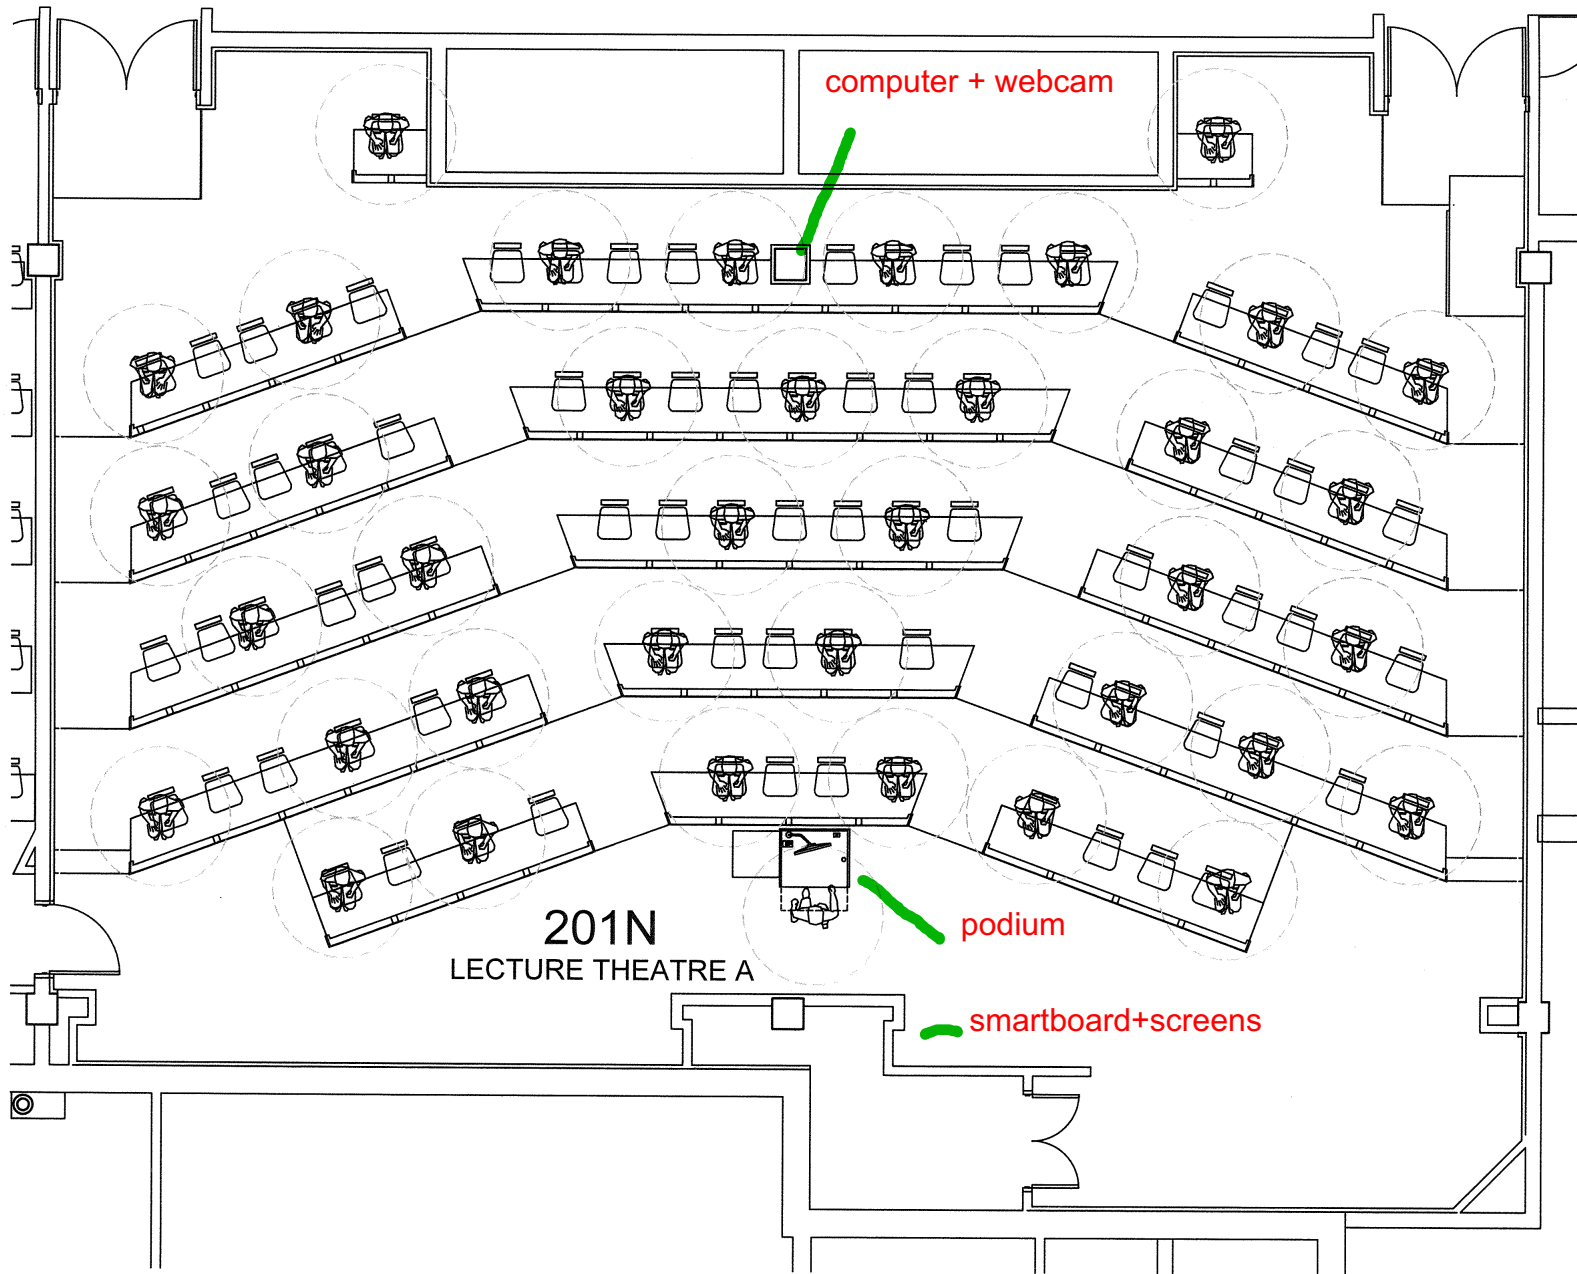 computer + webcam
201N
LECTURE THEATRE A
podium
smartboard+screens